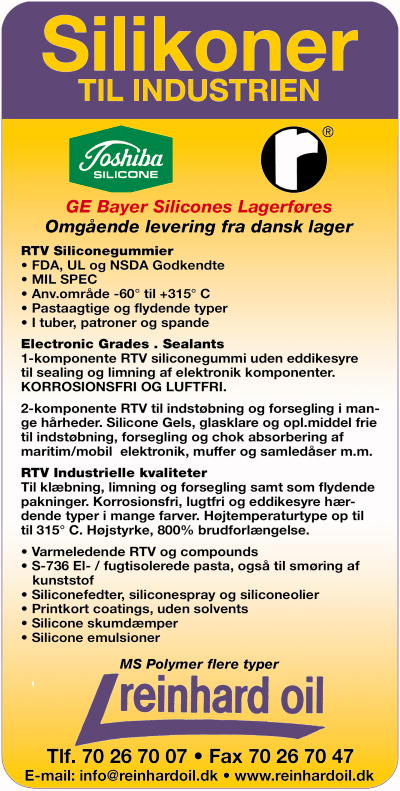 Silikoner
TIL INDUSTRIEN
Toshiba
SILICONE
r®
GE Bayer Silicones Lagerføres
Omgående levering fra dansk lager
RTV Siliconegummier
• FDA, UL og NSDA Godkendte
• MIL SPEC
• Anv.område -60° til +315° C
• Pastaagtige og flydende typer
• I tuber, patroner og spande
Electronic Grades . Sealants
1-komponente RTV siliconegummi uden eddikesyre
til sealing og limning af elektronik komponenter.
KORROSIONSFRI OG LUFTFRI.
2-komponente RTV til indstøbning og forsegling i man-
ge hårheder. Silicone Gels, glasklare og opl.middel frie
til indstøbning, forsegling og chok absorbering af
maritim/mobil elektronik, muffer og samledåser m.m.
RTV Industrielle kvaliteter
Til klæbning, limning og forsegling samt som flydende
pakninger. Korrosionsfri, lugtfri og eddikesyre hær-
dende typer i mange farver. Højtemperaturtype op til
til 315° C. Højstyrke, 800% brudforlængelse.
• Varmeledende RTV og compounds
• S-736 El- / fugtisolerede pasta, også til smøring af
kunststof
• Siliconefedter, siliconespray og siliconeolier
• Printkort coatings, uden solvents
• Silicone skumdæmper
• Silicone emulsioner
MS Polymer flere typer
reinhard oil
Tlf. 70 26 70 07 • Fax 70 26 70 47
E-mail: info@reinhardoil.dk • www.reinhardoil.dk